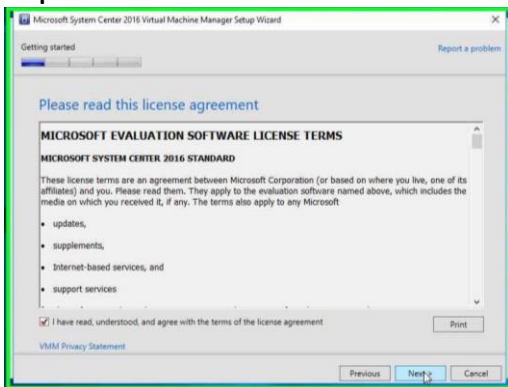 Microsoft System Center 2016 Virtual Machine Manager Setup Wizard
Getting started
Report a problem
Please read this license agreement
MICROSOFT EVALUATION SOFTWARE LICENSE TERMS
MICROSOFT SYSTEM CENTER 2016 STANDARD
These license terms are an agreement between Microsoft Corporation (or based on where you live, one of its
affiliates) and you. Please read them. They apply to the evaluation software named above, which includes the
media on which you received it, if any. The terms also apply to any Microsoft
• updates,
• supplements,
• Internet-based services, and
• support services
I have read, understood, and agree with the terms of the license agreement
Print
VMM Privacy Statement
Previous Next > Cancel